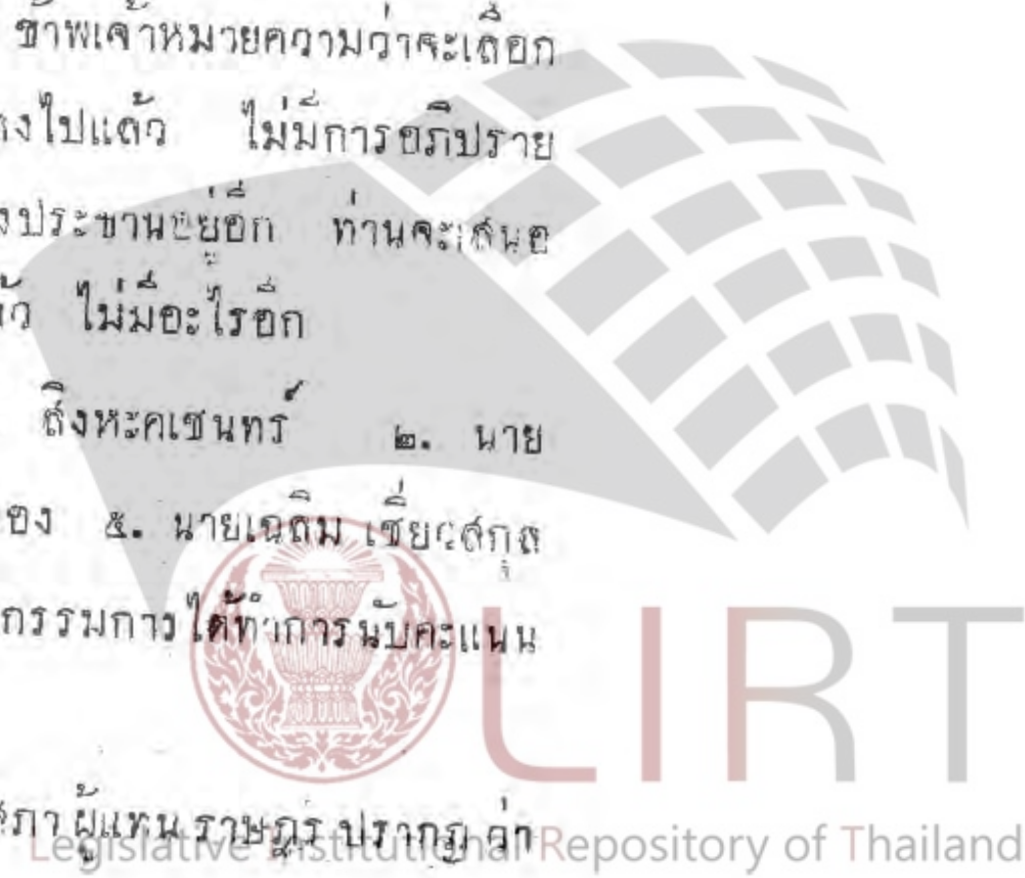 ข้าพเจ้าหมายความว่าจะเลือก
งไปแล้ว ไม่มีการอภิปราย
งประธานอยู่อีก ท่านจะเสนอ
ไม่มีอะไรอีก
สิงหะคเชนทร์ ๒. นาย
อง ๕. นายเฉลิม เชี่ยวสกุล
กรรมการได้ทำการนับคะแนน
สภาผู้แทนราษฎร ปรากฏว่า
LIRT
Legislative Institutional Repository of Thailand